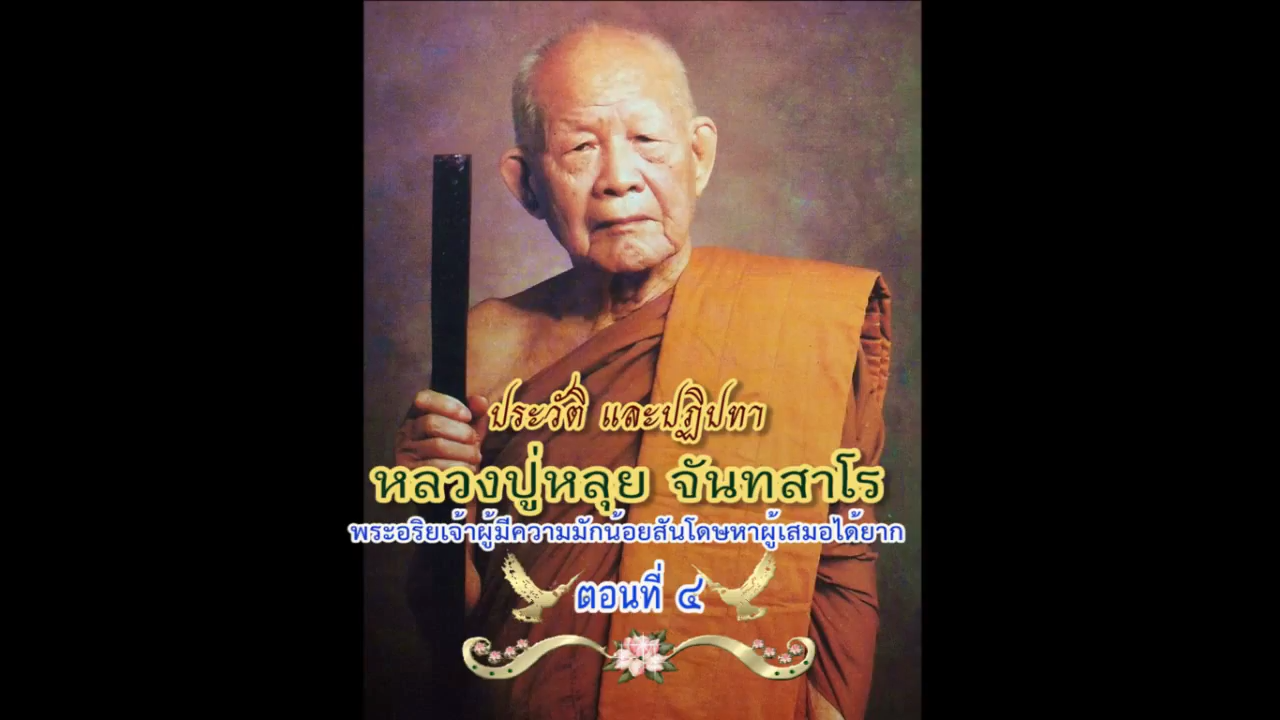 ประวัติ และปฏิปทา
หลวงปู่หลุย จันทสาโร
พระอริยเจ้าผู้มีความมักน้อยสันโดษหาผู้เสมอได้ยาก
ตอนที่ ๔